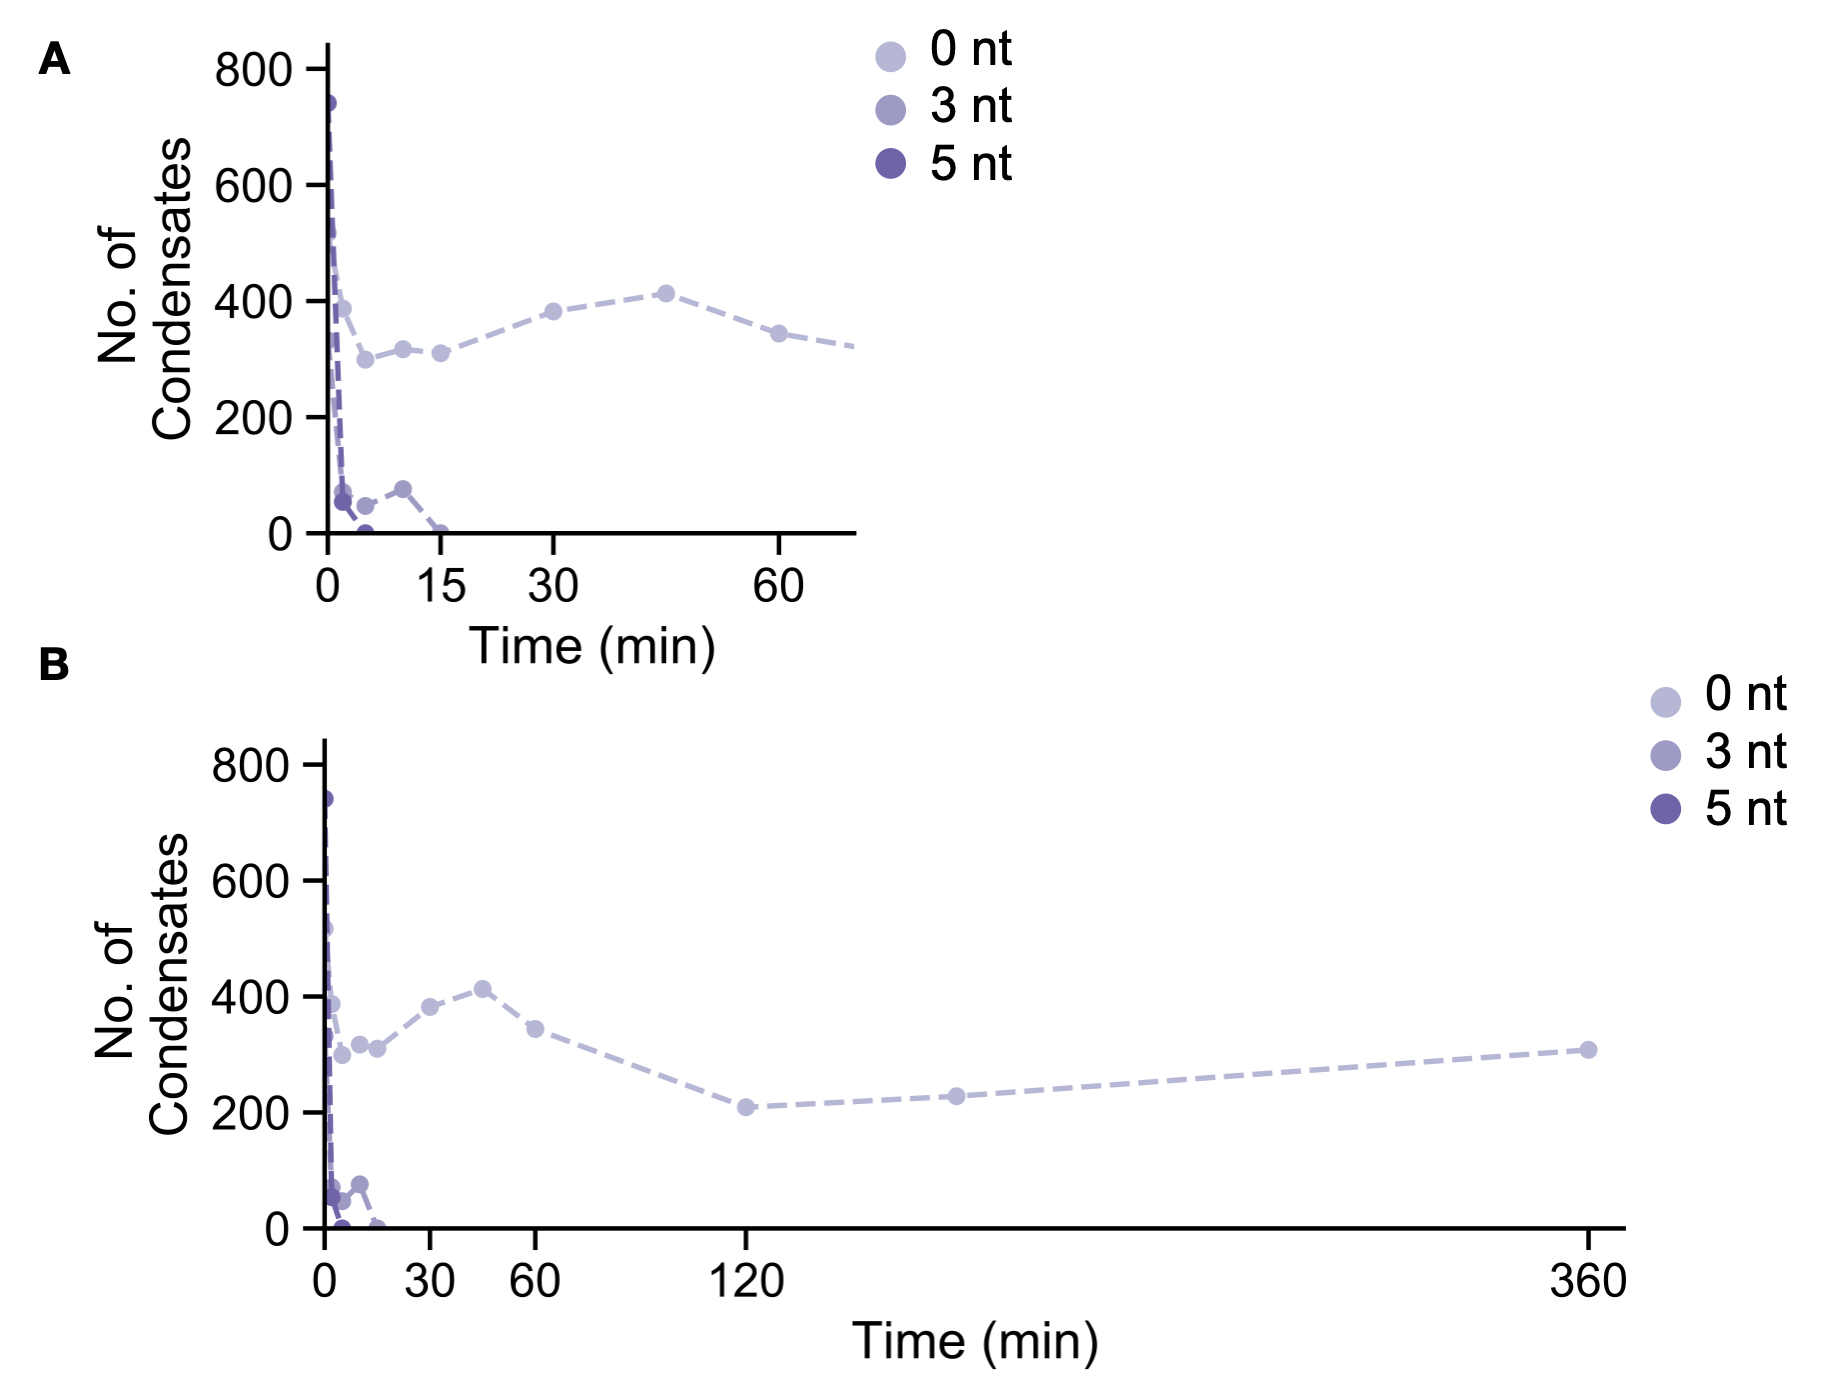 A
0 nt
3 nt
5 nt
No. of
Condensates
800
600
400
200
0
0 15 30 60
Time (min)
B
0 nt
3 nt
5 nt
No. of
Condensates
800
600
400
200
0
0 30 60 120 360
Time (min)